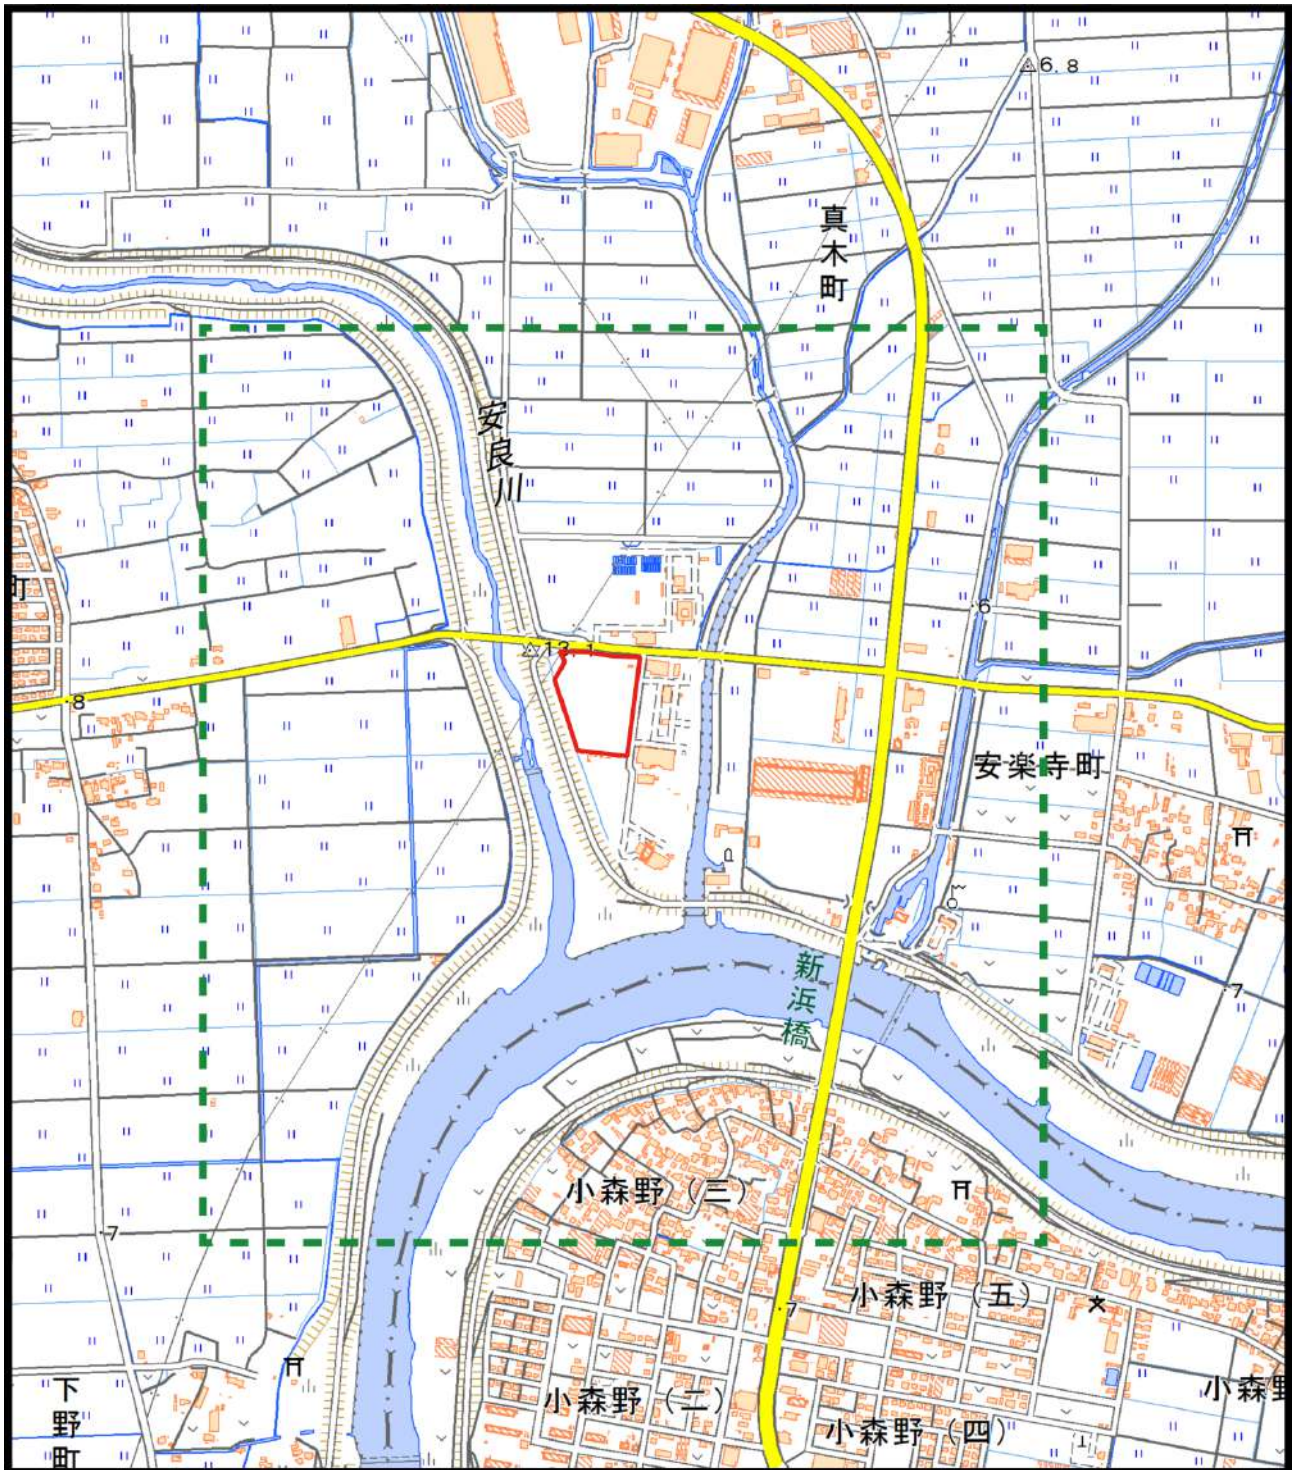 6.8
真木町
安良川
町
13.1
6
8
安楽寺町
新浜橋
7
小森野（三）
7
小森野（五）
7
小森野（二）
小森野（四）
小森野
下野町